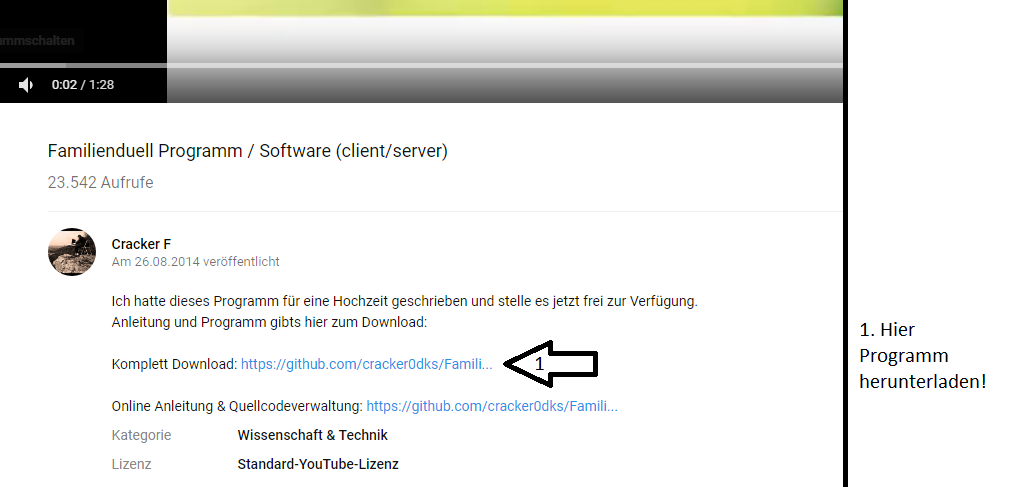 ummschalten
0:02 / 1:28
Familienduell Programm / Software (client/server)
23.542 Aufrufe
Cracker F
Am 26.08.2014 veröffentlicht
Ich hatte dieses Programm für eine Hochzeit geschrieben und stelle es jetzt frei zur Verfügung.
Anleitung und Programm gibts hier zum Download:
Komplett Download: https://github.com/cracker0dks/Famili...
1
Online Anleitung & Quellcodeverwaltung: https://github.com/cracker0dks/Famili...
Kategorie Wissenschaft & Technik
Lizenz Standard-YouTube-Lizenz
1. Hier
Programm
herunterladen!